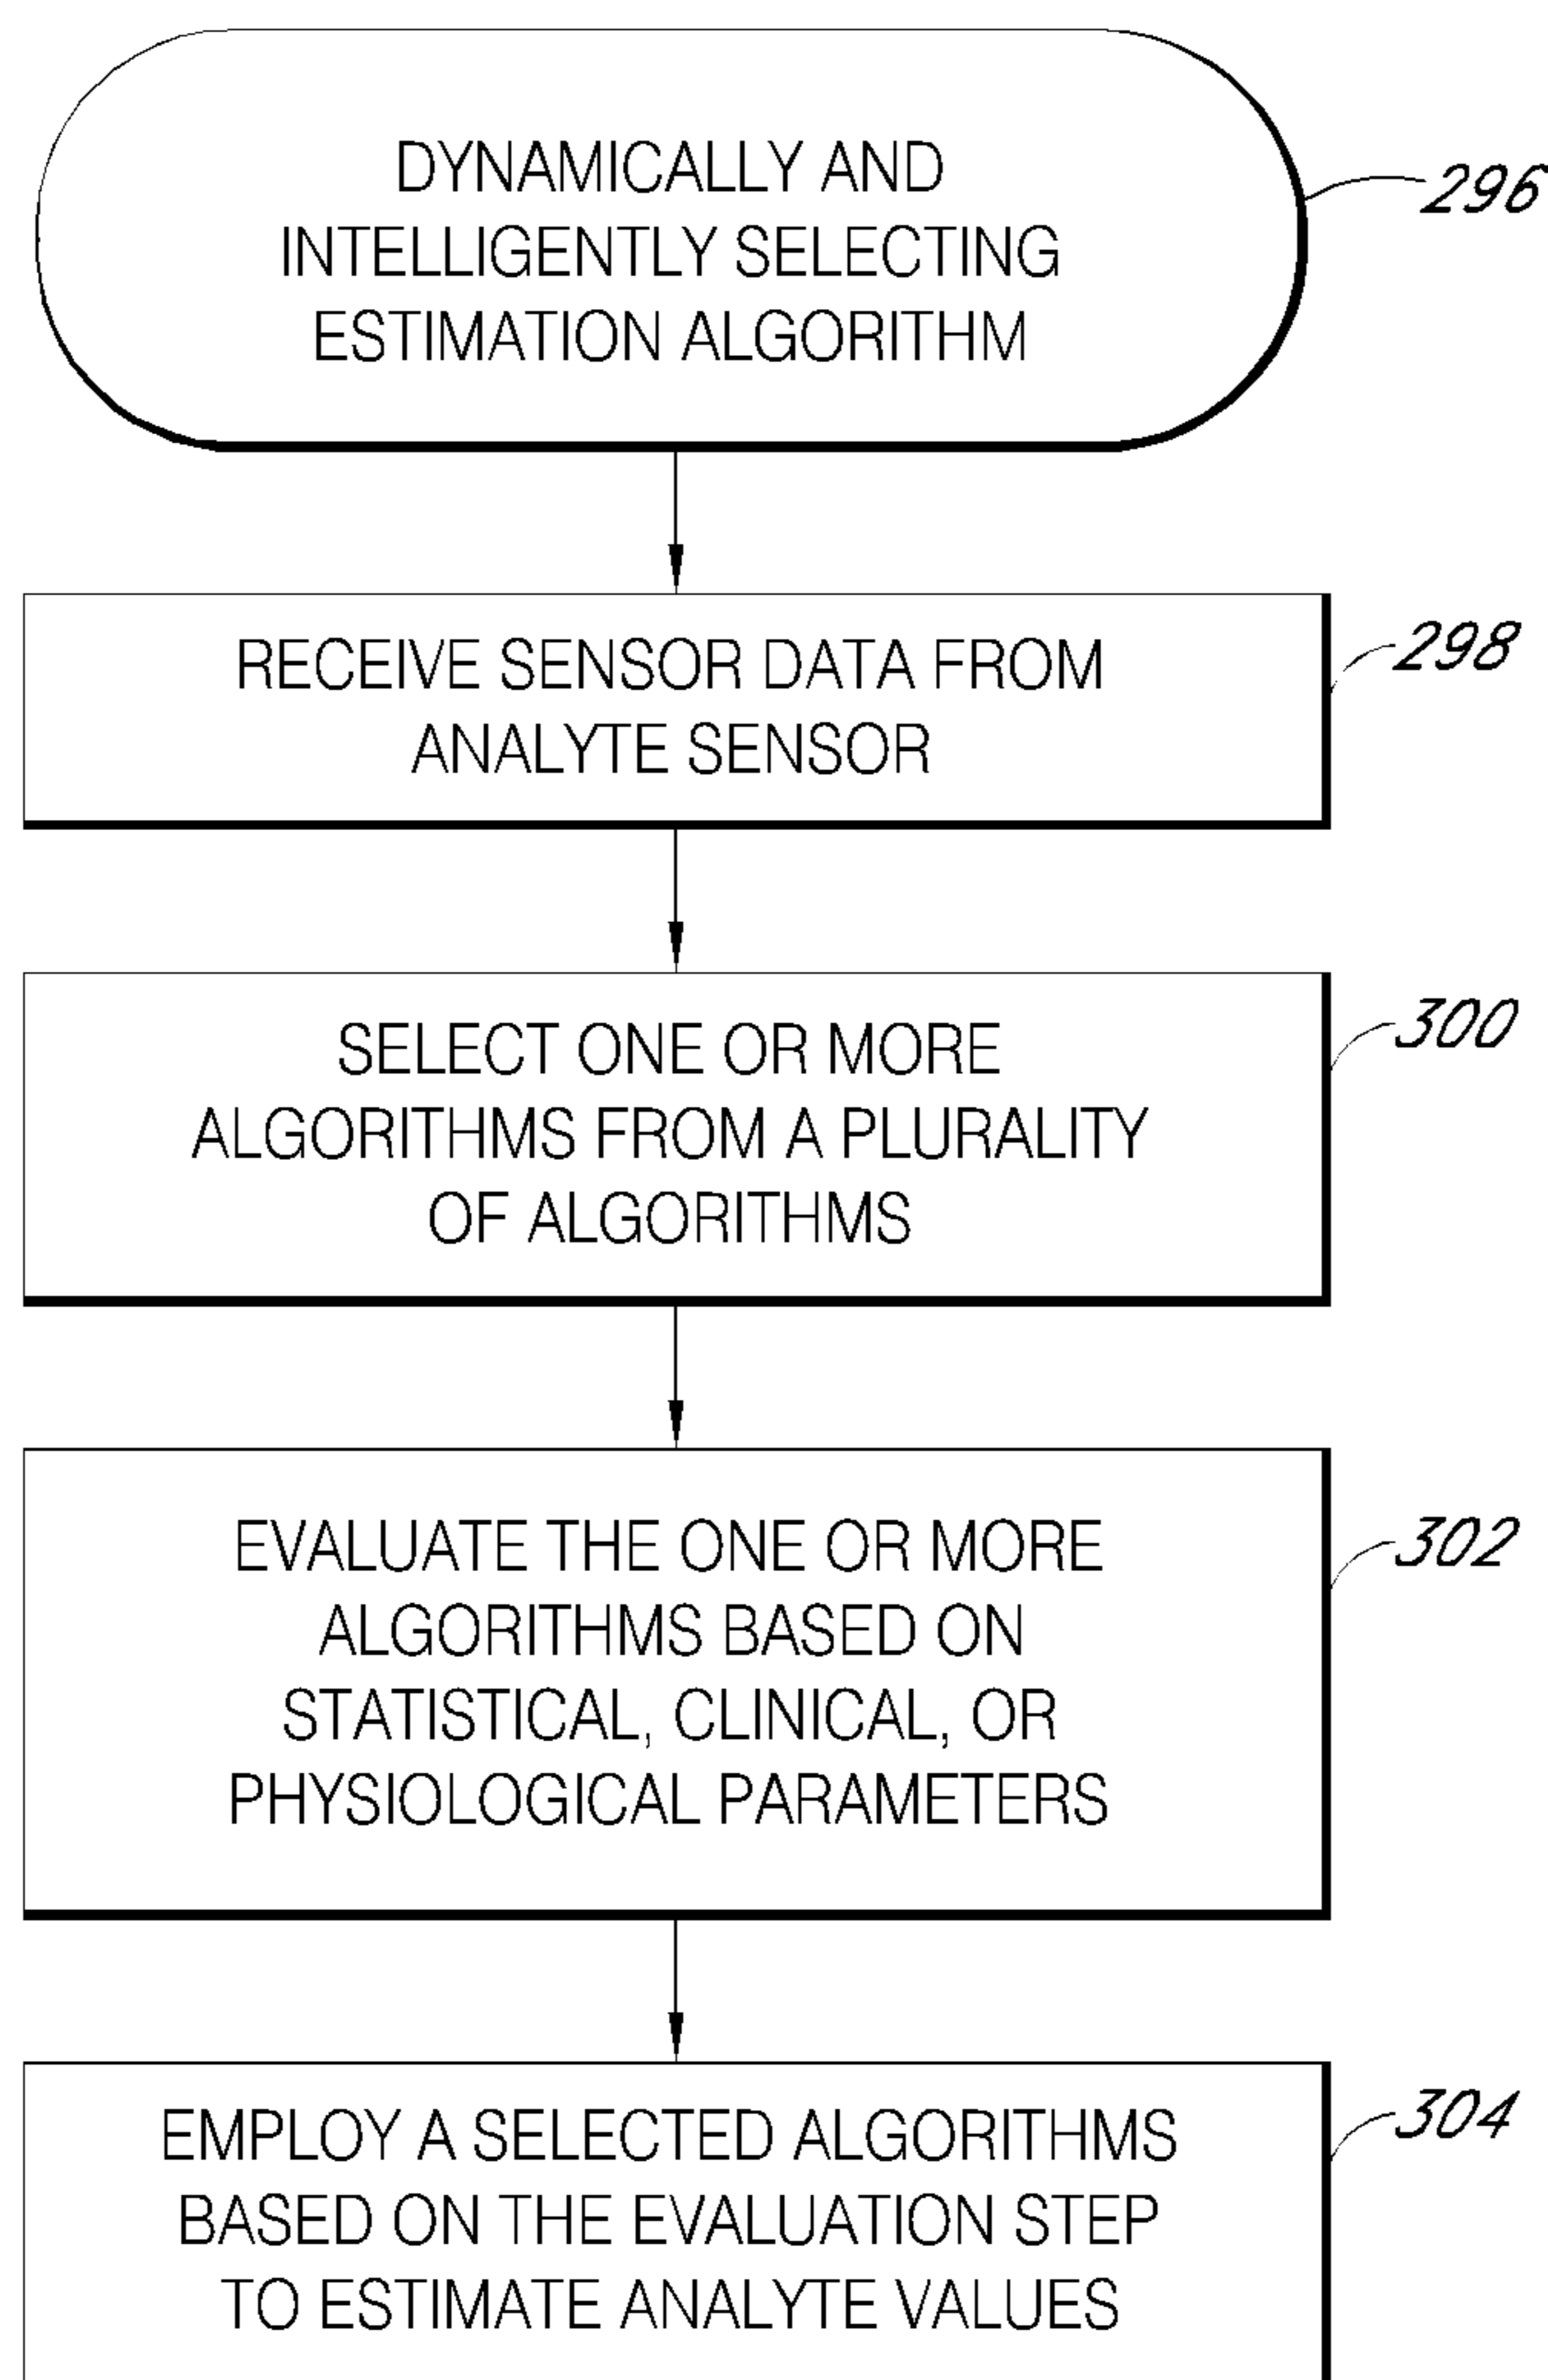 DYNAMICALLY AND
INTELLIGENTLY SELECTING
ESTIMATION ALGORITHM
296
RECEIVE SENSOR DATA FROM
ANALYTE SENSOR
298
SELECT ONE OR MORE
ALGORITHMS FROM A PLURALITY
OF ALGORITHMS
300
EVALUATE THE ONE OR MORE
ALGORITHMS BASED ON
STATISTICAL, CLINICAL, OR
PHYSIOLOGICAL PARAMETERS
302
EMPLOY A SELECTED ALGORITHMS
BASED ON THE EVALUATION STEP
TO ESTIMATE ANALYTE VALUES
304